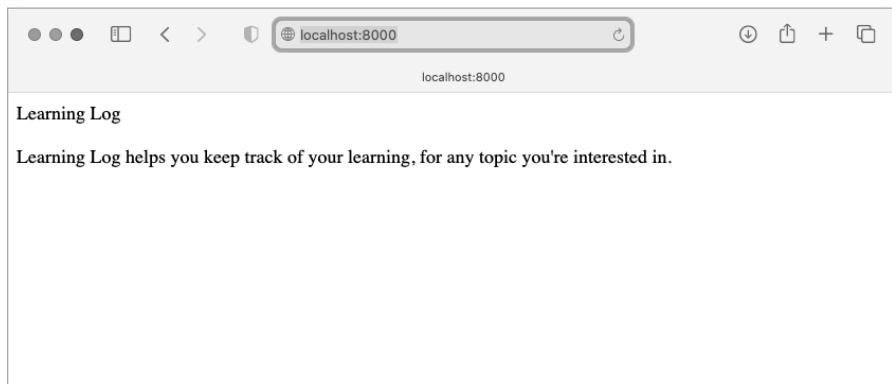 localhost:8000
localhost:8000
Learning Log
Learning Log helps you keep track of your learning, for any topic you're interested in.